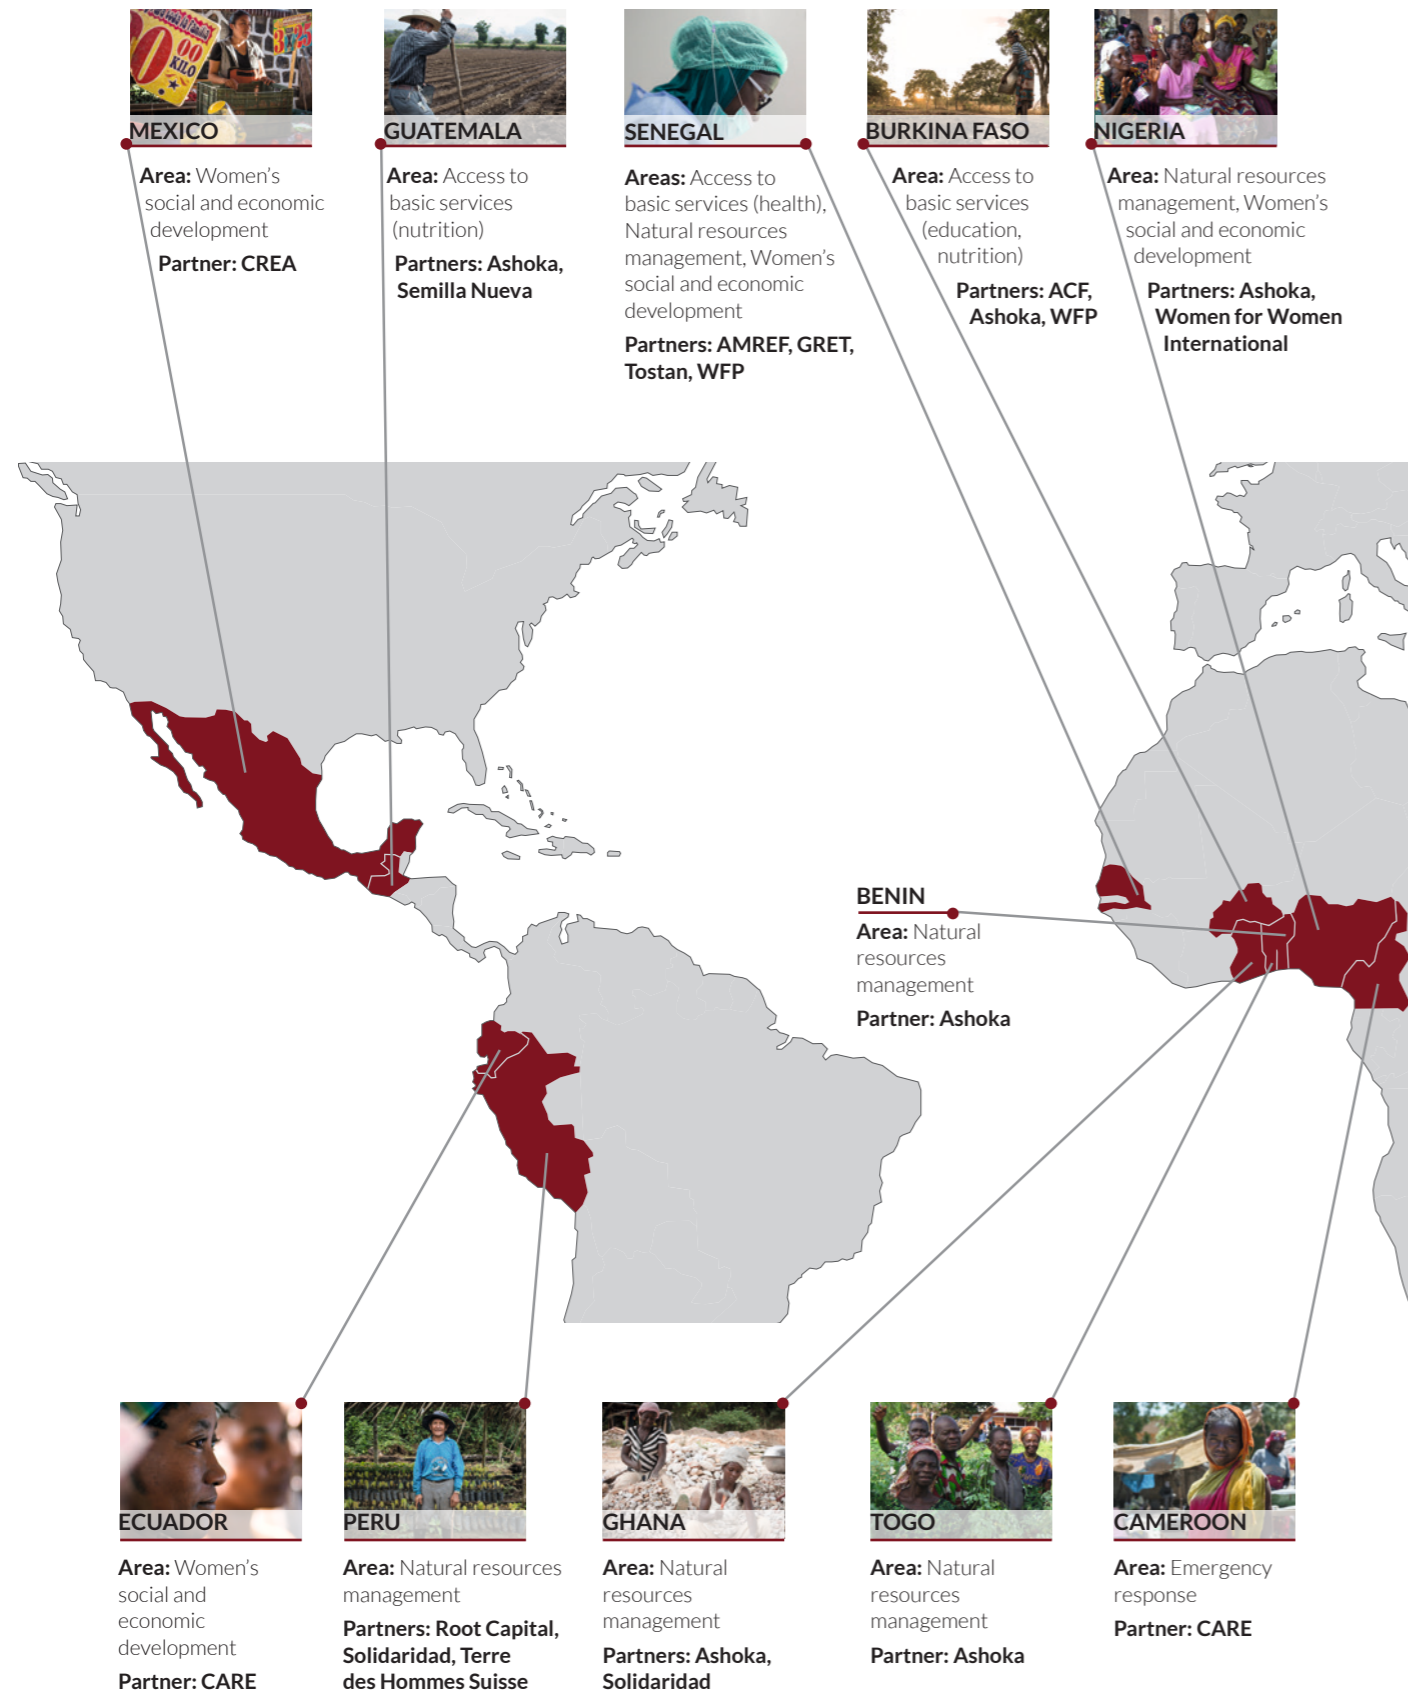 0.00
KILO
MEXICO
Area: Women's
social and economic
development
Partner: CREA
GUATEMALA
Area: Access to
basic services
(nutrition)
Partners: Ashoka,
Semilla Nueva
SENEGAL
Areas: Access to
basic services (health),
Natural resources
management, Women's
social and economic
development
Partners: AMREF, GRET,
Tostan, WFP
BURKINA FASO
Area: Access to
basic services
(education,
nutrition)
Partners: ACF,
Ashoka, WFP
NIGERIA
Area: Natural resources
management, Women's
social and economic
development
Partners: Ashoka,
Women for Women
International
BENIN
Area: Natural
resources
management
Partner: Ashoka
ECUADOR
Area: Women's
social and
economic
development
Partner: CARE
PERU
Area: Natural resources
management
Partners: Root Capital,
Solidaridad, Terre
des Hommes Suisse
GHANA
Area: Natural
resources
management
Partners: Ashoka,
Solidaridad
TOGO
Area: Natural
resources
management
Partner: Ashoka
CAMEROON
Area: Emergency
response
Partner: CARE